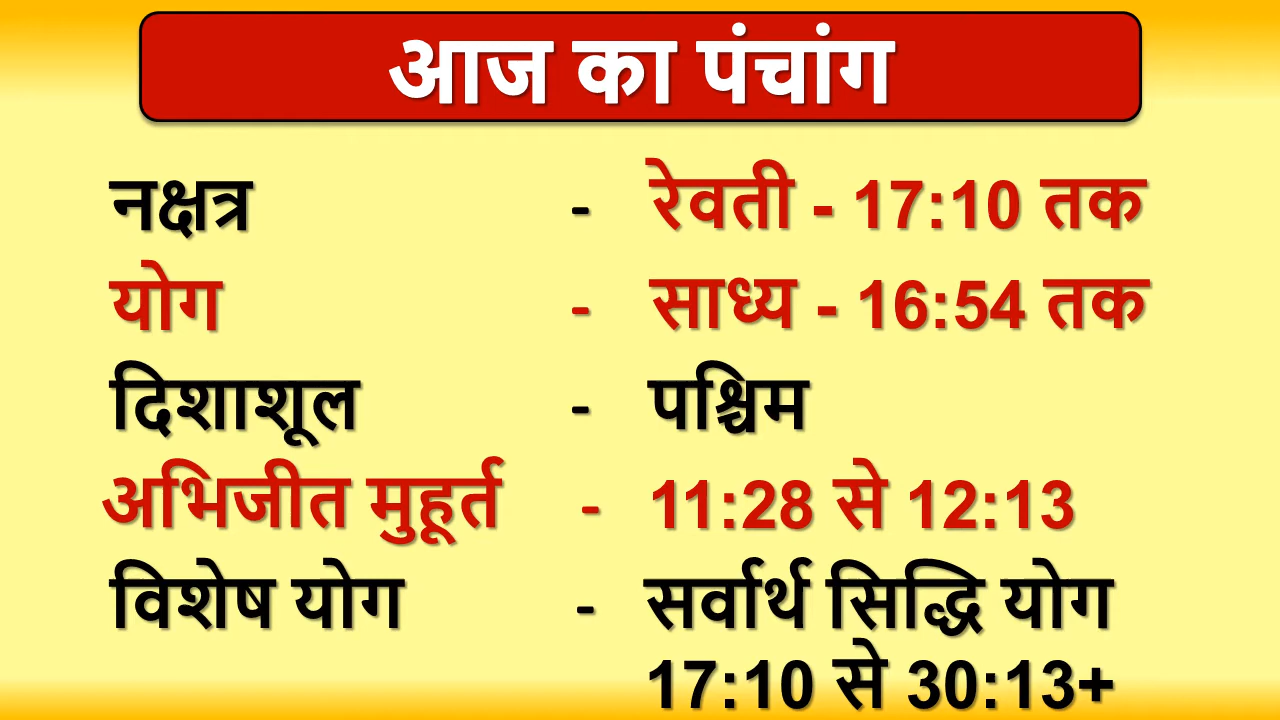 आज का पंचांग
नक्षत्र - रेवती - 17:10 तक
योग - साध्य - 16:54 तक
दिशाशूल - पश्चिम
अभिजीत मुहूर्त - 11:28 से 12:13
विशेष योग - सर्वार्थ सिद्धि योग
17:10 से 30:13+